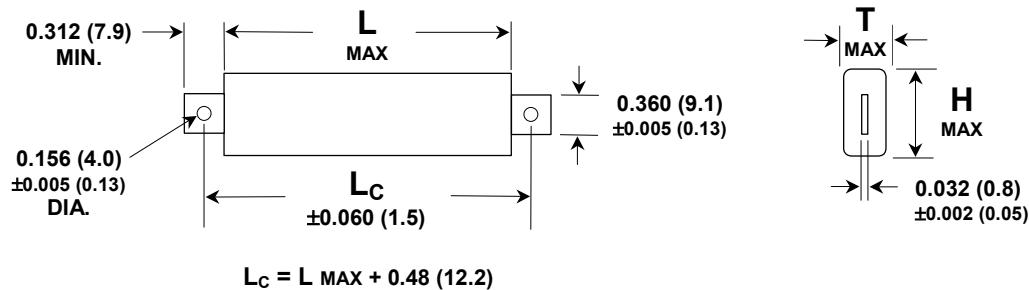 0.312 (7.9)
MIN.
L
MAX
0.360 (9.1)
±0.005 (0.13)
0.156 (4.0)
±0.005 (0.13)
DIA.
LC
±0.060 (1.5)
LC = L MAX + 0.48 (12.2)
T
MAX
H
MAX
0.032 (0.8)
±0.002 (0.05)